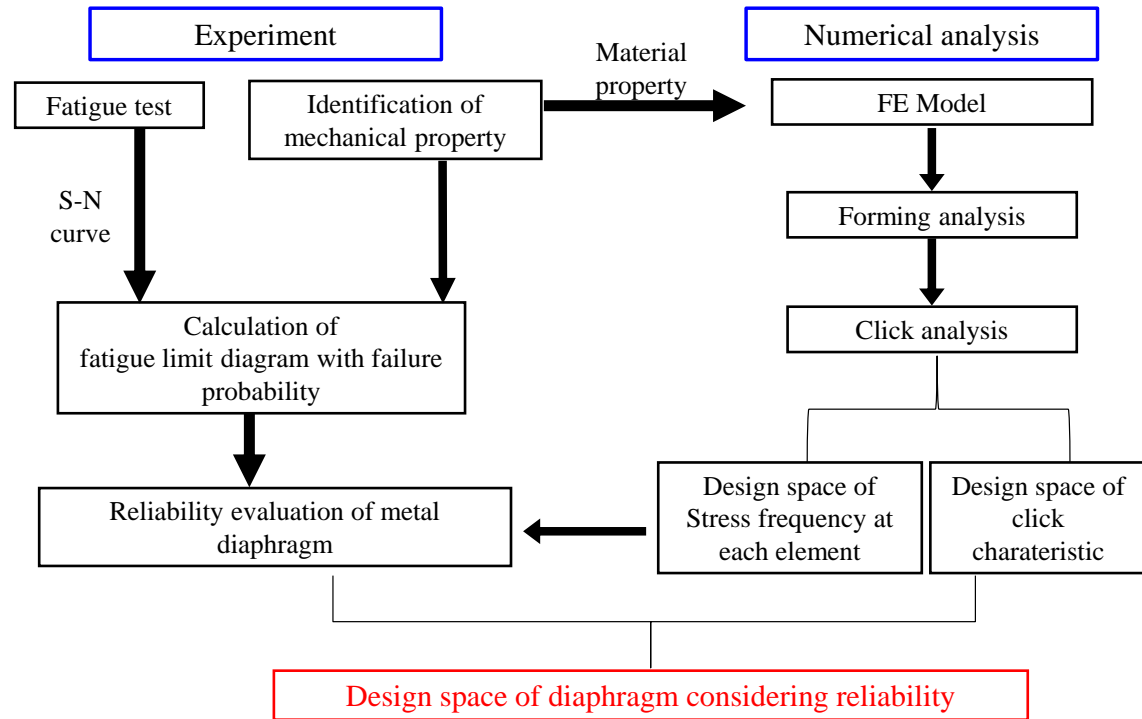 Experiment
Numerical analysis
Material
property
Fatigue test
Identification of
mechanical property
FE Model
S-N
curve
Forming analysis
Calculation of
fatigue limit diagram with failure
probability
Click analysis
Reliability evaluation of metal
diaphragm
Design space of
Stress frequency at
each element
Design space of
click
charateristic
Design space of diaphragm considering reliability